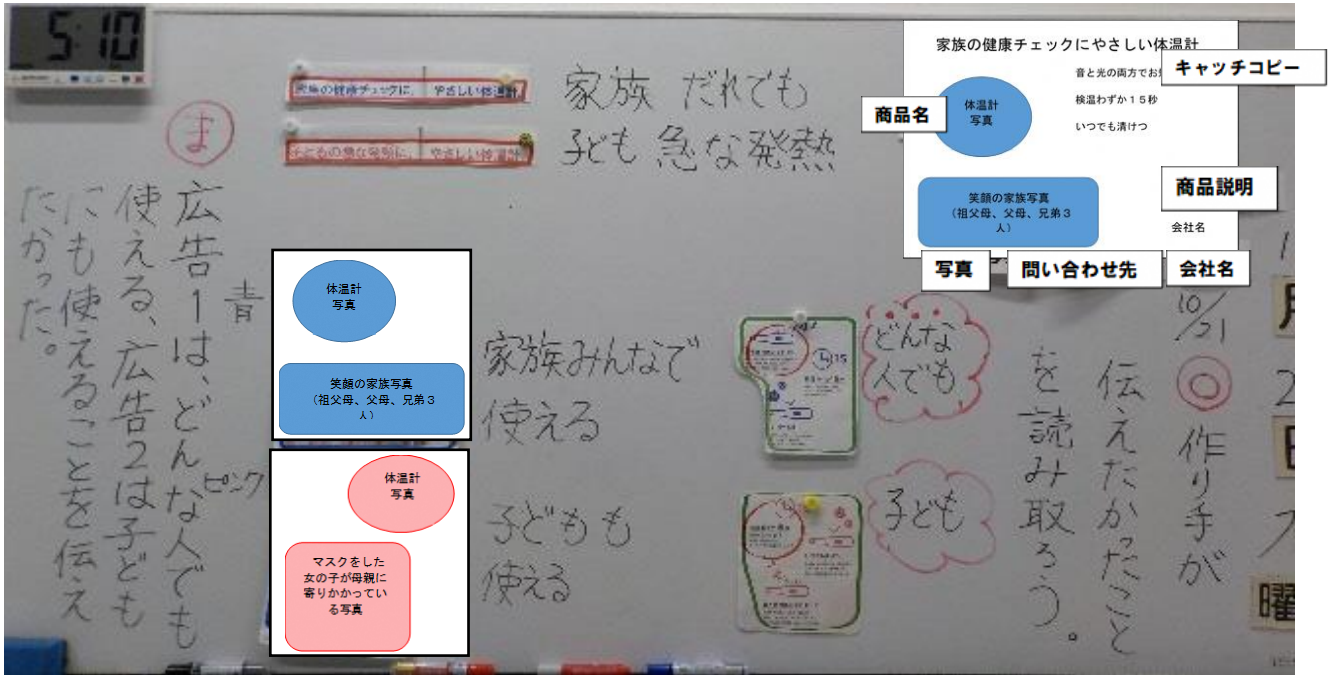 5:10
家族の健康チェックにやさしい体温計
音と光の両方でお
検温わずか15秒
いつでも清けつ
体温計
写真
笑顔の家族写真
(祖父母、父母、兄弟3
人)
会社名
キャッチコピー
商品名
商品説明
写真
問い合わせ先
会社名
10/21
◎作り手が
伝えたかったこと
を読み取ろう。
どんな
人でも
子ども
家族の健康チェックに、 やさしい体温計
子どもの急な発熱に、 やさしい体温計
家族 だれでも
子ども 急な発熱
体温計
写真
笑顔の家族写真
(祖父母、父母、兄弟3
人)
家族みんなで
使える
体温計
写真
マスクをした
女の子が母親に
寄りかかってい
る写真
子どもも
使える
青
ピンク
ま
広告1は、どんな人でも
使える、広告2は子ども
にも使えることを伝え
たかった。
月
日
曜